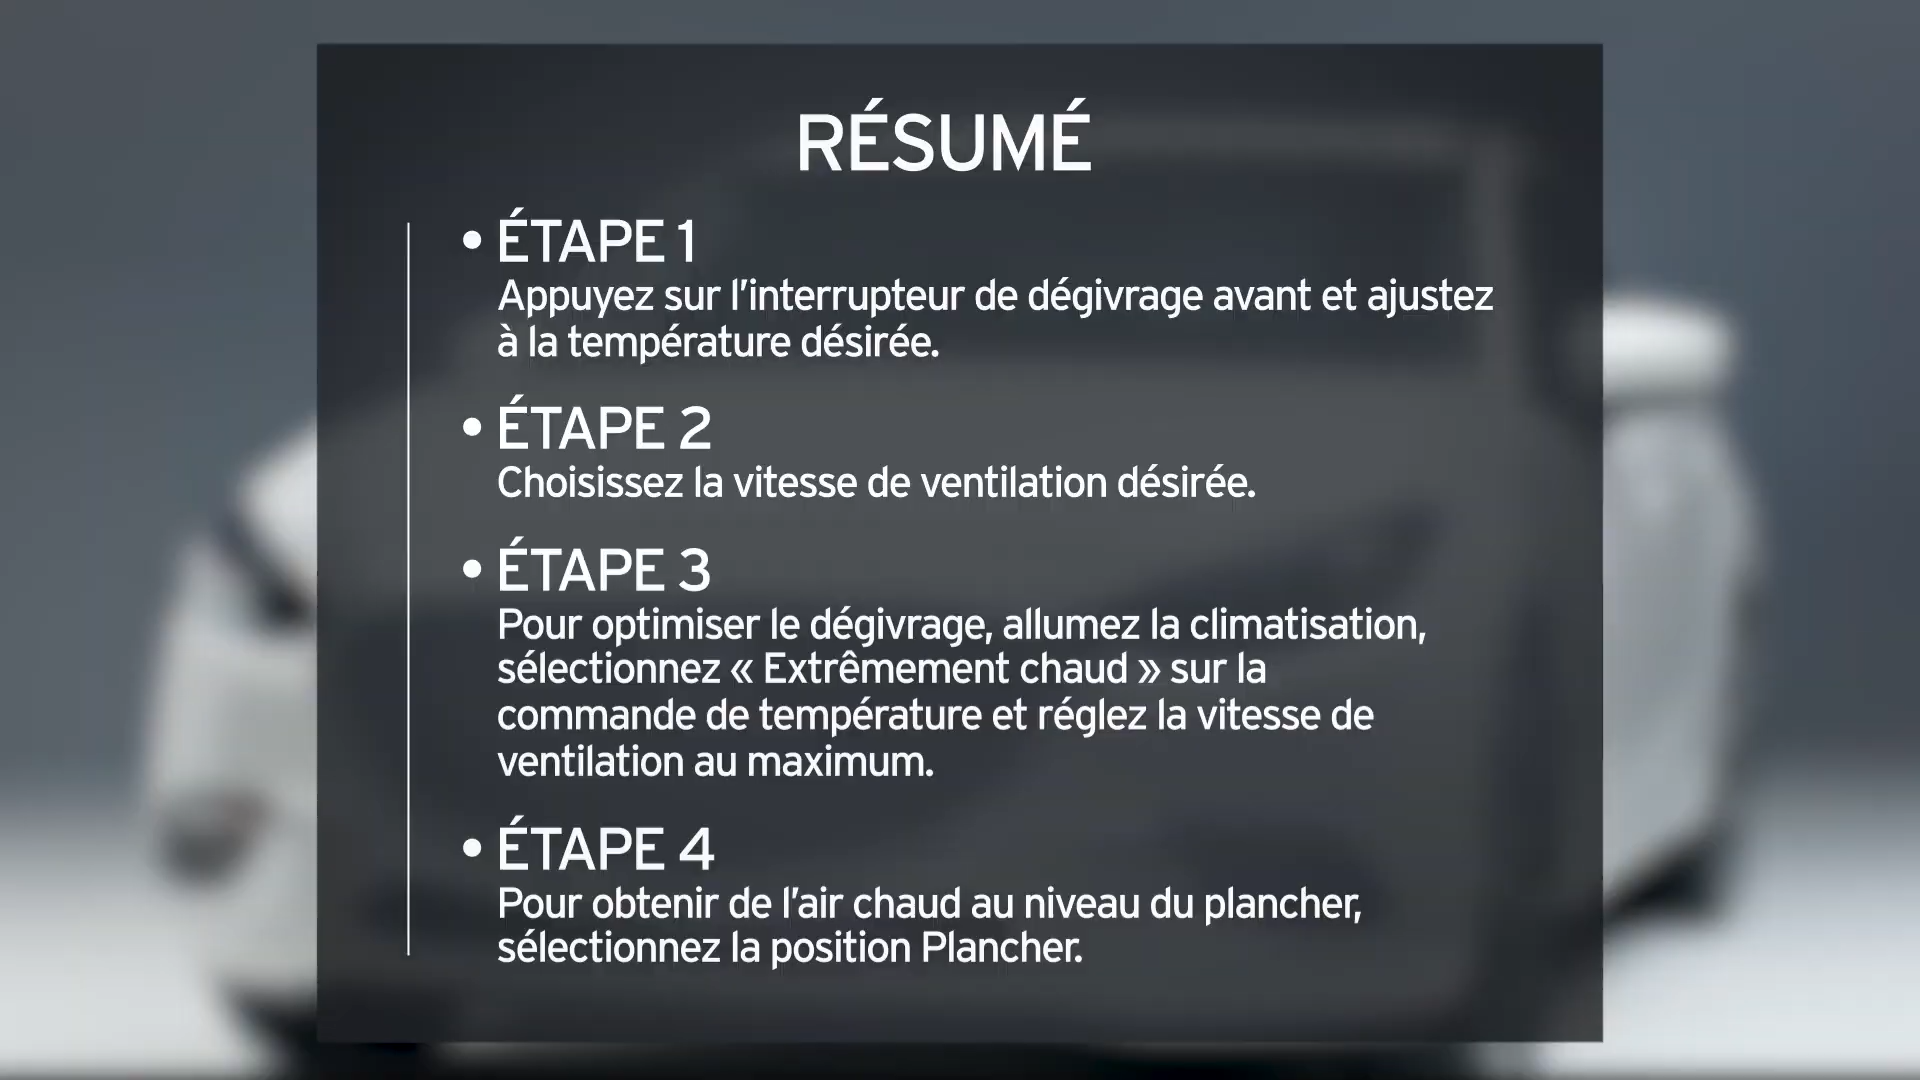 RÉSUMÉ
• ÉTAPE 1
Appuyez sur l'interrupteur de dégivrage avant et ajustez
à la température désirée.
• ÉTAPE 2
Choisissez la vitesse de ventilation désirée.
• ÉTAPE 3
Pour optimiser le dégivrage, allumez la climatisation,
sélectionnez « Extrêmement chaud » sur la
commande de température et réglez la vitesse de
ventilation au maximum.
• ÉTAPE 4
Pour obtenir de l'air chaud au niveau du plancher,
sélectionnez la position Plancher.